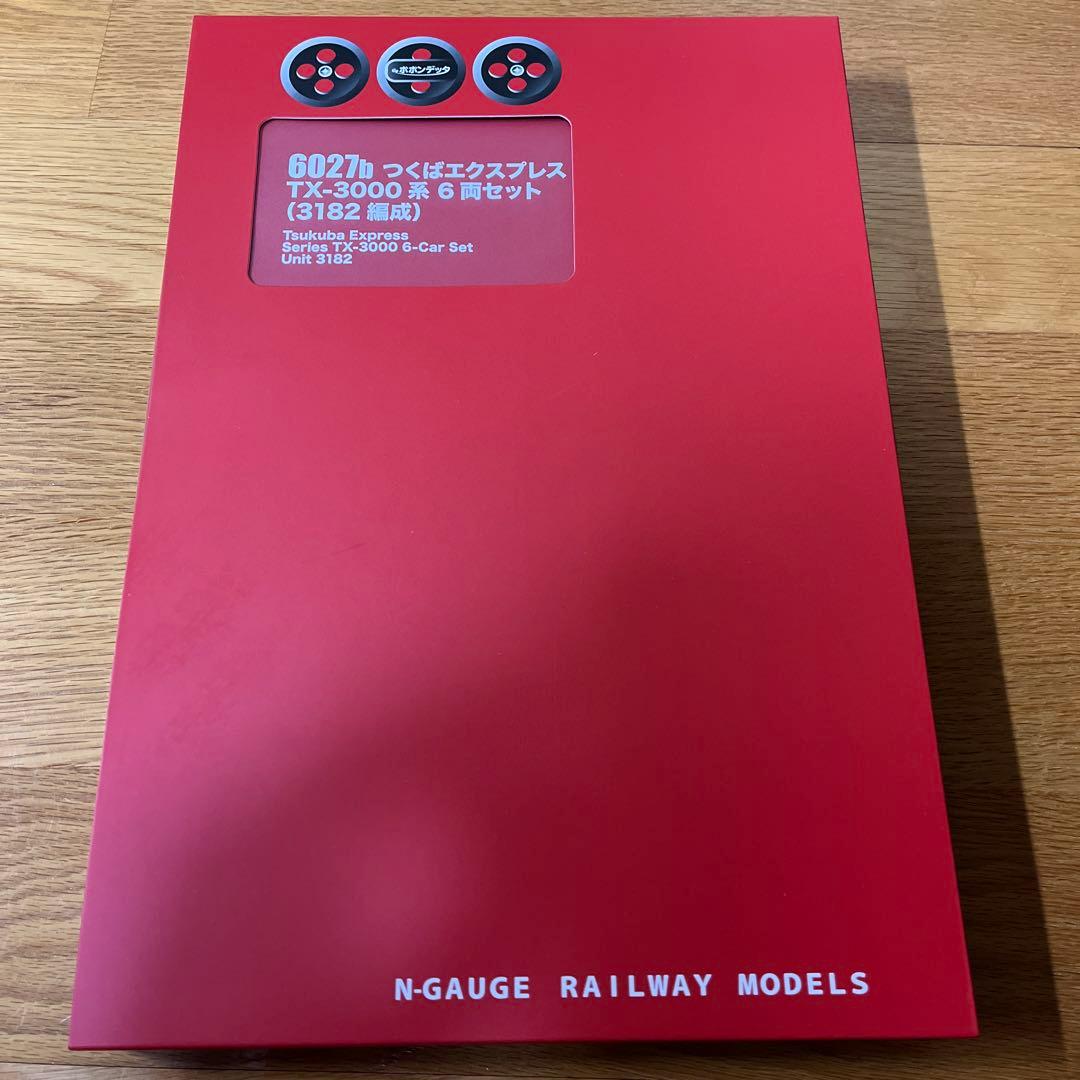 by ポポンデッタ
6027b つくばエクスプレス
TX-3000 系 6 両セット
(3182 編成)
Tsukuba Express
Series TX-3000 6-Car Set
Unit 3182
N-GAUGE RAILWAY MODELS